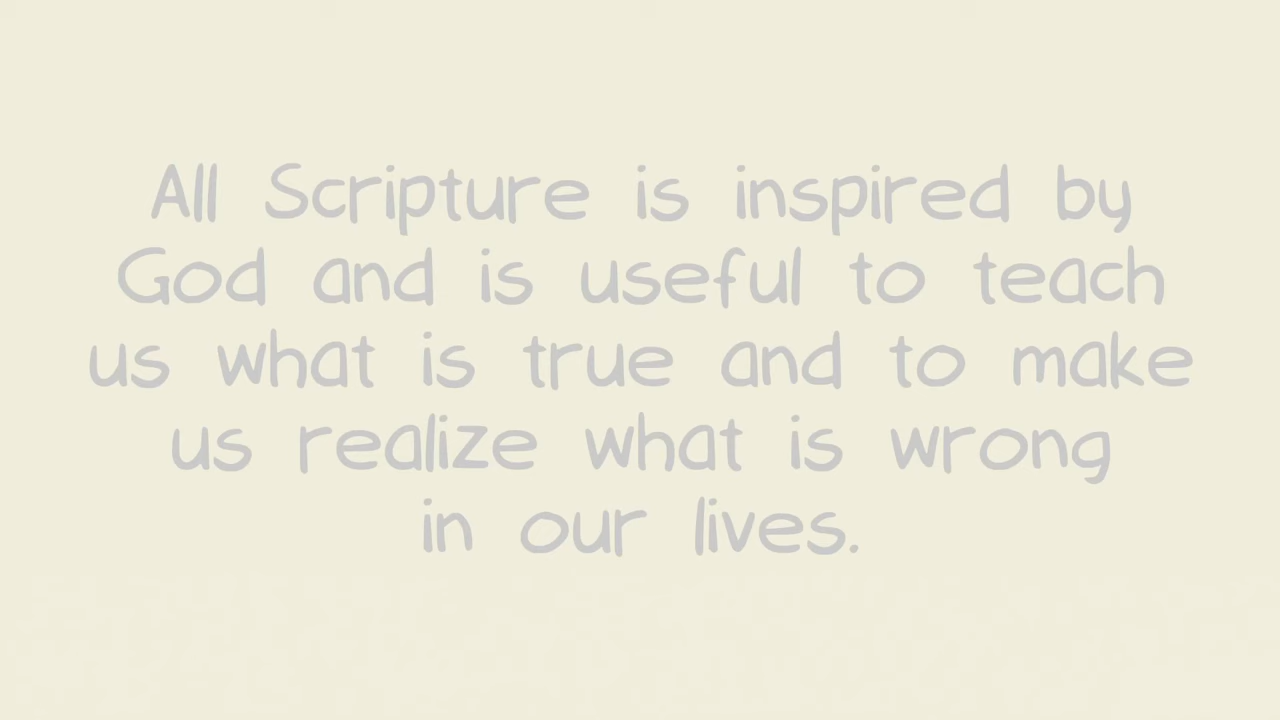 All Scripture is inspired by
God and is useful to teach
us what is true and to make
us realize what is wrong
in our lives.